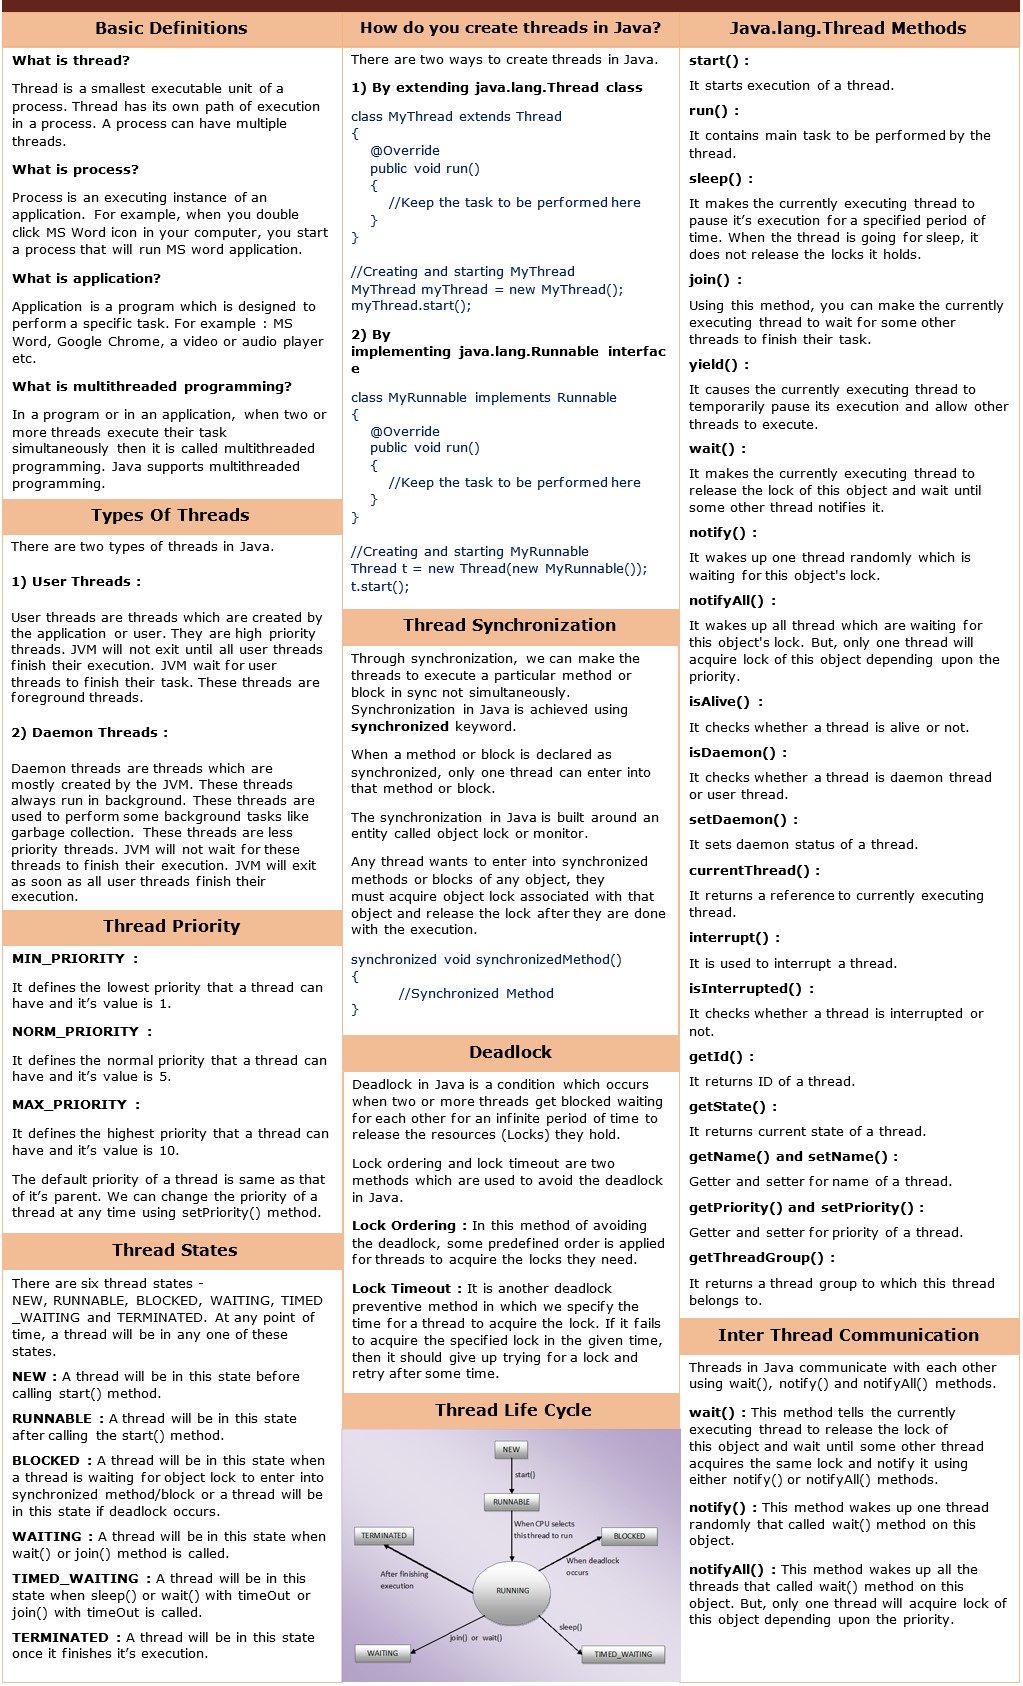 Basic Definitions
What is thread?
Thread is a smallest executable unit of a
process. Thread has its own path of execution
in a process. A process can have multiple
threads.
What is process?
Process is an executing instance of an
application. For example, when you double
click MS Word icon in your computer, you start
a process that will run MS word application.
What is application?
Application is a program which is designed to
perform a specific task. For example : MS
Word, Google Chrome, a video or audio player
etc.
What is multithreaded programming?
In a program or in an application, when two or
more threads execute their task
simultaneously then it is called multithreaded
programming. Java supports multithreaded
programming.
Types Of Threads
There are two types of threads in Java.
1) User Threads :
User threads are threads which are created by
the application or user. They are high priority
threads. JVM will not exit until all user threads
finish their execution. JVM wait for user
threads to finish their task. These threads are
foreground threads.
2) Daemon Threads :
Daemon threads are threads which are
mostly created by the JVM. These threads
always run in background. These threads are
used to perform some background tasks like
garbage collection. These threads are less
priority threads. JVM will not wait for these
threads to finish their execution. JVM will exit
as soon as all user threads finish their
execution.
Thread Priority
MIN_PRIORITY :
It defines the lowest priority that a thread can
have and it's value is 1.
NORM_PRIORITY :
It defines the normal priority that a thread can
have and it's value is 5.
MAX_PRIORITY :
It defines the highest priority that a thread can
have and it's value is 10.
The default priority of a thread is same as that
of it's parent. We can change the priority of a
thread at any time using setPriority() method.
Thread States
There are six thread states -
NEW, RUNNABLE, BLOCKED, WAITING, TIMED
_WAITING and TERMINATED. At any point of
time, a thread will be in any one of these
states.
NEW : A thread will be in this state before
calling start() method.
RUNNABLE : A thread will be in this state
after calling the start() method.
BLOCKED : A thread will be in this state when
a thread is waiting for object lock to enter into
synchronized method/block or a thread will be
in this state if deadlock occurs.
WAITING : A thread will be in this state when
wait() or join() method is called.
TIMED_WAITING : A thread will be in this
state when sleep() or wait() with timeOut or
join() with timeOut is called.
TERMINATED : A thread will be in this state
once it finishes it's execution.
How do you create threads in Java?
There are two ways to create threads in Java.
1) By extending java.lang.Thread class
class MyThread extends Thread
{
@Override
public void run()
{
//Keep the task to be performed here
}
}
//Creating and starting MyThread
MyThread myThread = new MyThread();
myThread.start();
2) By
implementing java.lang.Runnable interfac
e
class MyRunnable implements Runnable
{
@Override
public void run()
{
//Keep the task to be performed here
}
}
//Creating and starting MyRunnable
Thread t = new Thread(new MyRunnable());
t.start();
Thread Synchronization
Through synchronization, we can make the
threads to execute a particular method or
block in sync not simultaneously.
Synchronization in Java is achieved using
synchronized keyword.
When a method or block is declared as
synchronized, only one thread can enter into
that method or block.
The synchronization in Java is built around an
entity called object lock or monitor.
Any thread wants to enter into synchronized
methods or blocks of any object, they
must acquire object lock associated with that
object and release the lock after they are done
with the execution.
synchronized void synchronizedMethod()
{
//Synchronized Method
}
Deadlock
Deadlock in Java is a condition which occurs
when two or more threads get blocked waiting
for each other for an infinite period of time to
release the resources (Locks) they hold.
Lock ordering and lock timeout are two
methods which are used to avoid the deadlock
in Java.
Lock Ordering : In this method of avoiding
the deadlock, some predefined order is applied
for threads to acquire the locks they need.
Lock Timeout : It is another deadlock
preventive method in which we specify the
time for a thread to acquire the lock. If it fails
to acquire the specified lock in the given time,
then it should give up trying for a lock and
retry after some time.
Thread Life Cycle
NEW
start()
RUNNABLE
When CPU selects
this thread to run
TERMINATED
BLOCKED
After finishing
execution
When deadlock
occurs
RUNNING
join() or wait()
sleep()
WAITING
TIMED_WAITING
Java.lang.Thread Methods
start() :
It starts execution of a thread.
run() :
It contains main task to be performed by the
thread.
sleep() :
It makes the currently executing thread to
pause it's execution for a specified period of
time. When the thread is going for sleep, it
does not release the locks it holds.
join() :
Using this method, you can make the currently
executing thread to wait for some other
threads to finish their task.
yield() :
It causes the currently executing thread to
temporarily pause its execution and allow other
threads to execute.
wait() :
It makes the currently executing thread to
release the lock of this object and wait until
some other thread notifies it.
notify() :
It wakes up one thread randomly which is
waiting for this object's lock.
notifyAll() :
It wakes up all thread which are waiting for
this object's lock. But, only one thread will
acquire lock of this object depending upon the
priority.
isAlive() :
It checks whether a thread is alive or not.
isDaemon() :
It checks whether a thread is daemon thread
or user thread.
setDaemon() :
It sets daemon status of a thread.
currentThread() :
It returns a reference to currently executing
thread.
interrupt() :
It is used to interrupt a thread.
isInterrupted() :
It checks whether a thread is interrupted or
not.
getId() :
It returns ID of a thread.
getState() :
It returns current state of a thread.
getName() and setName() :
Getter and setter for name of a thread.
getPriority() and setPriority() :
Getter and setter for priority of a thread.
getThreadGroup() :
It returns a thread group to which this thread
belongs to.
Inter Thread Communication
Threads in Java communicate with each other
using wait(), notify() and notifyAll() methods.
wait() : This method tells the currently
executing thread to release the lock of
this object and wait until some other thread
acquires the same lock and notify it using
either notify() or notifyAll() methods.
notify() : This method wakes up one thread
randomly that called wait() method on this
object.
notifyAll() : This method wakes up all the
threads that called wait() method on this
object. But, only one thread will acquire lock of
this object depending upon the priority.